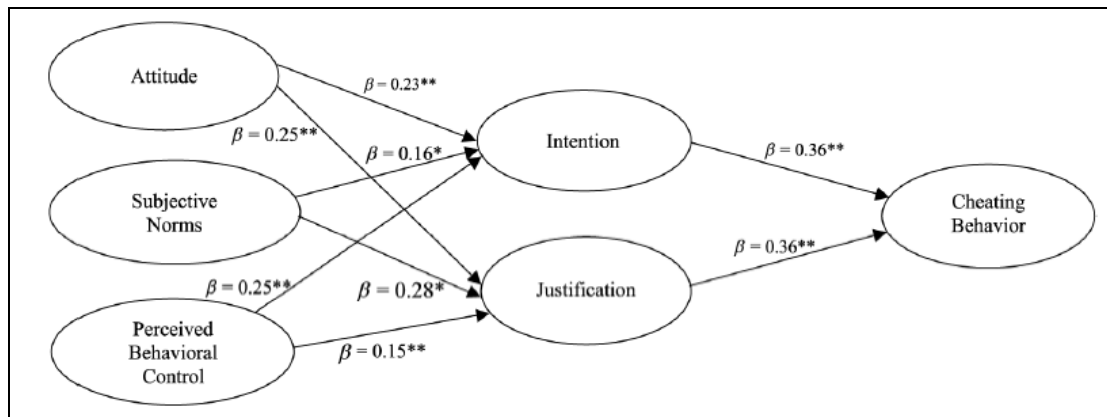 Attitude
β = 0.23**
β = 0.25**
Intention
β = 0.16*
β = 0.36**
Subjective
Norms
Cheating
Behavior
β = 0.36**
β = 0.25**
β = 0.28*
Justification
Perceived
Behavioral
Control
β = 0.15**